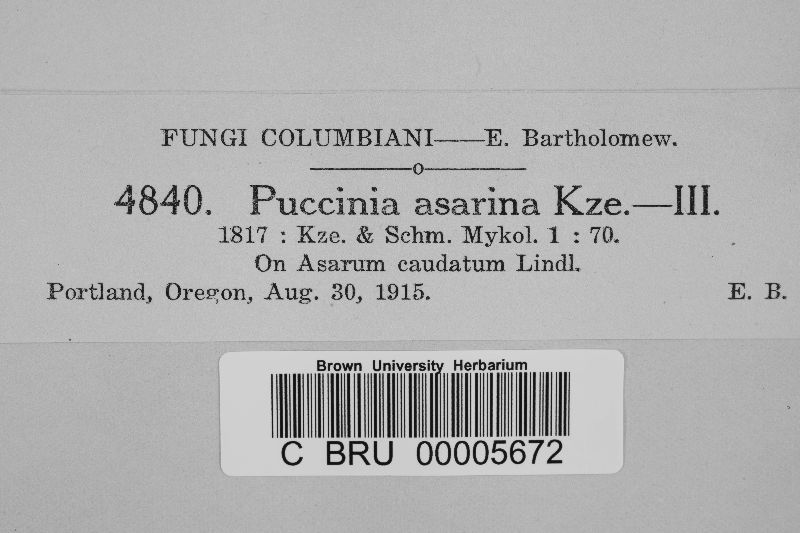 FUNGI COLUMBIANI——E. Bartholomew.
o
4840. Puccinia asarina Kze.—III.
1817 : Kze. & Schm. Mykol. 1 : 70.
On Asarum caudatum Lindl.
Portland, Oregon, Aug. 30, 1915. E. B.
Brown University Herbarium
C BRU 00005672